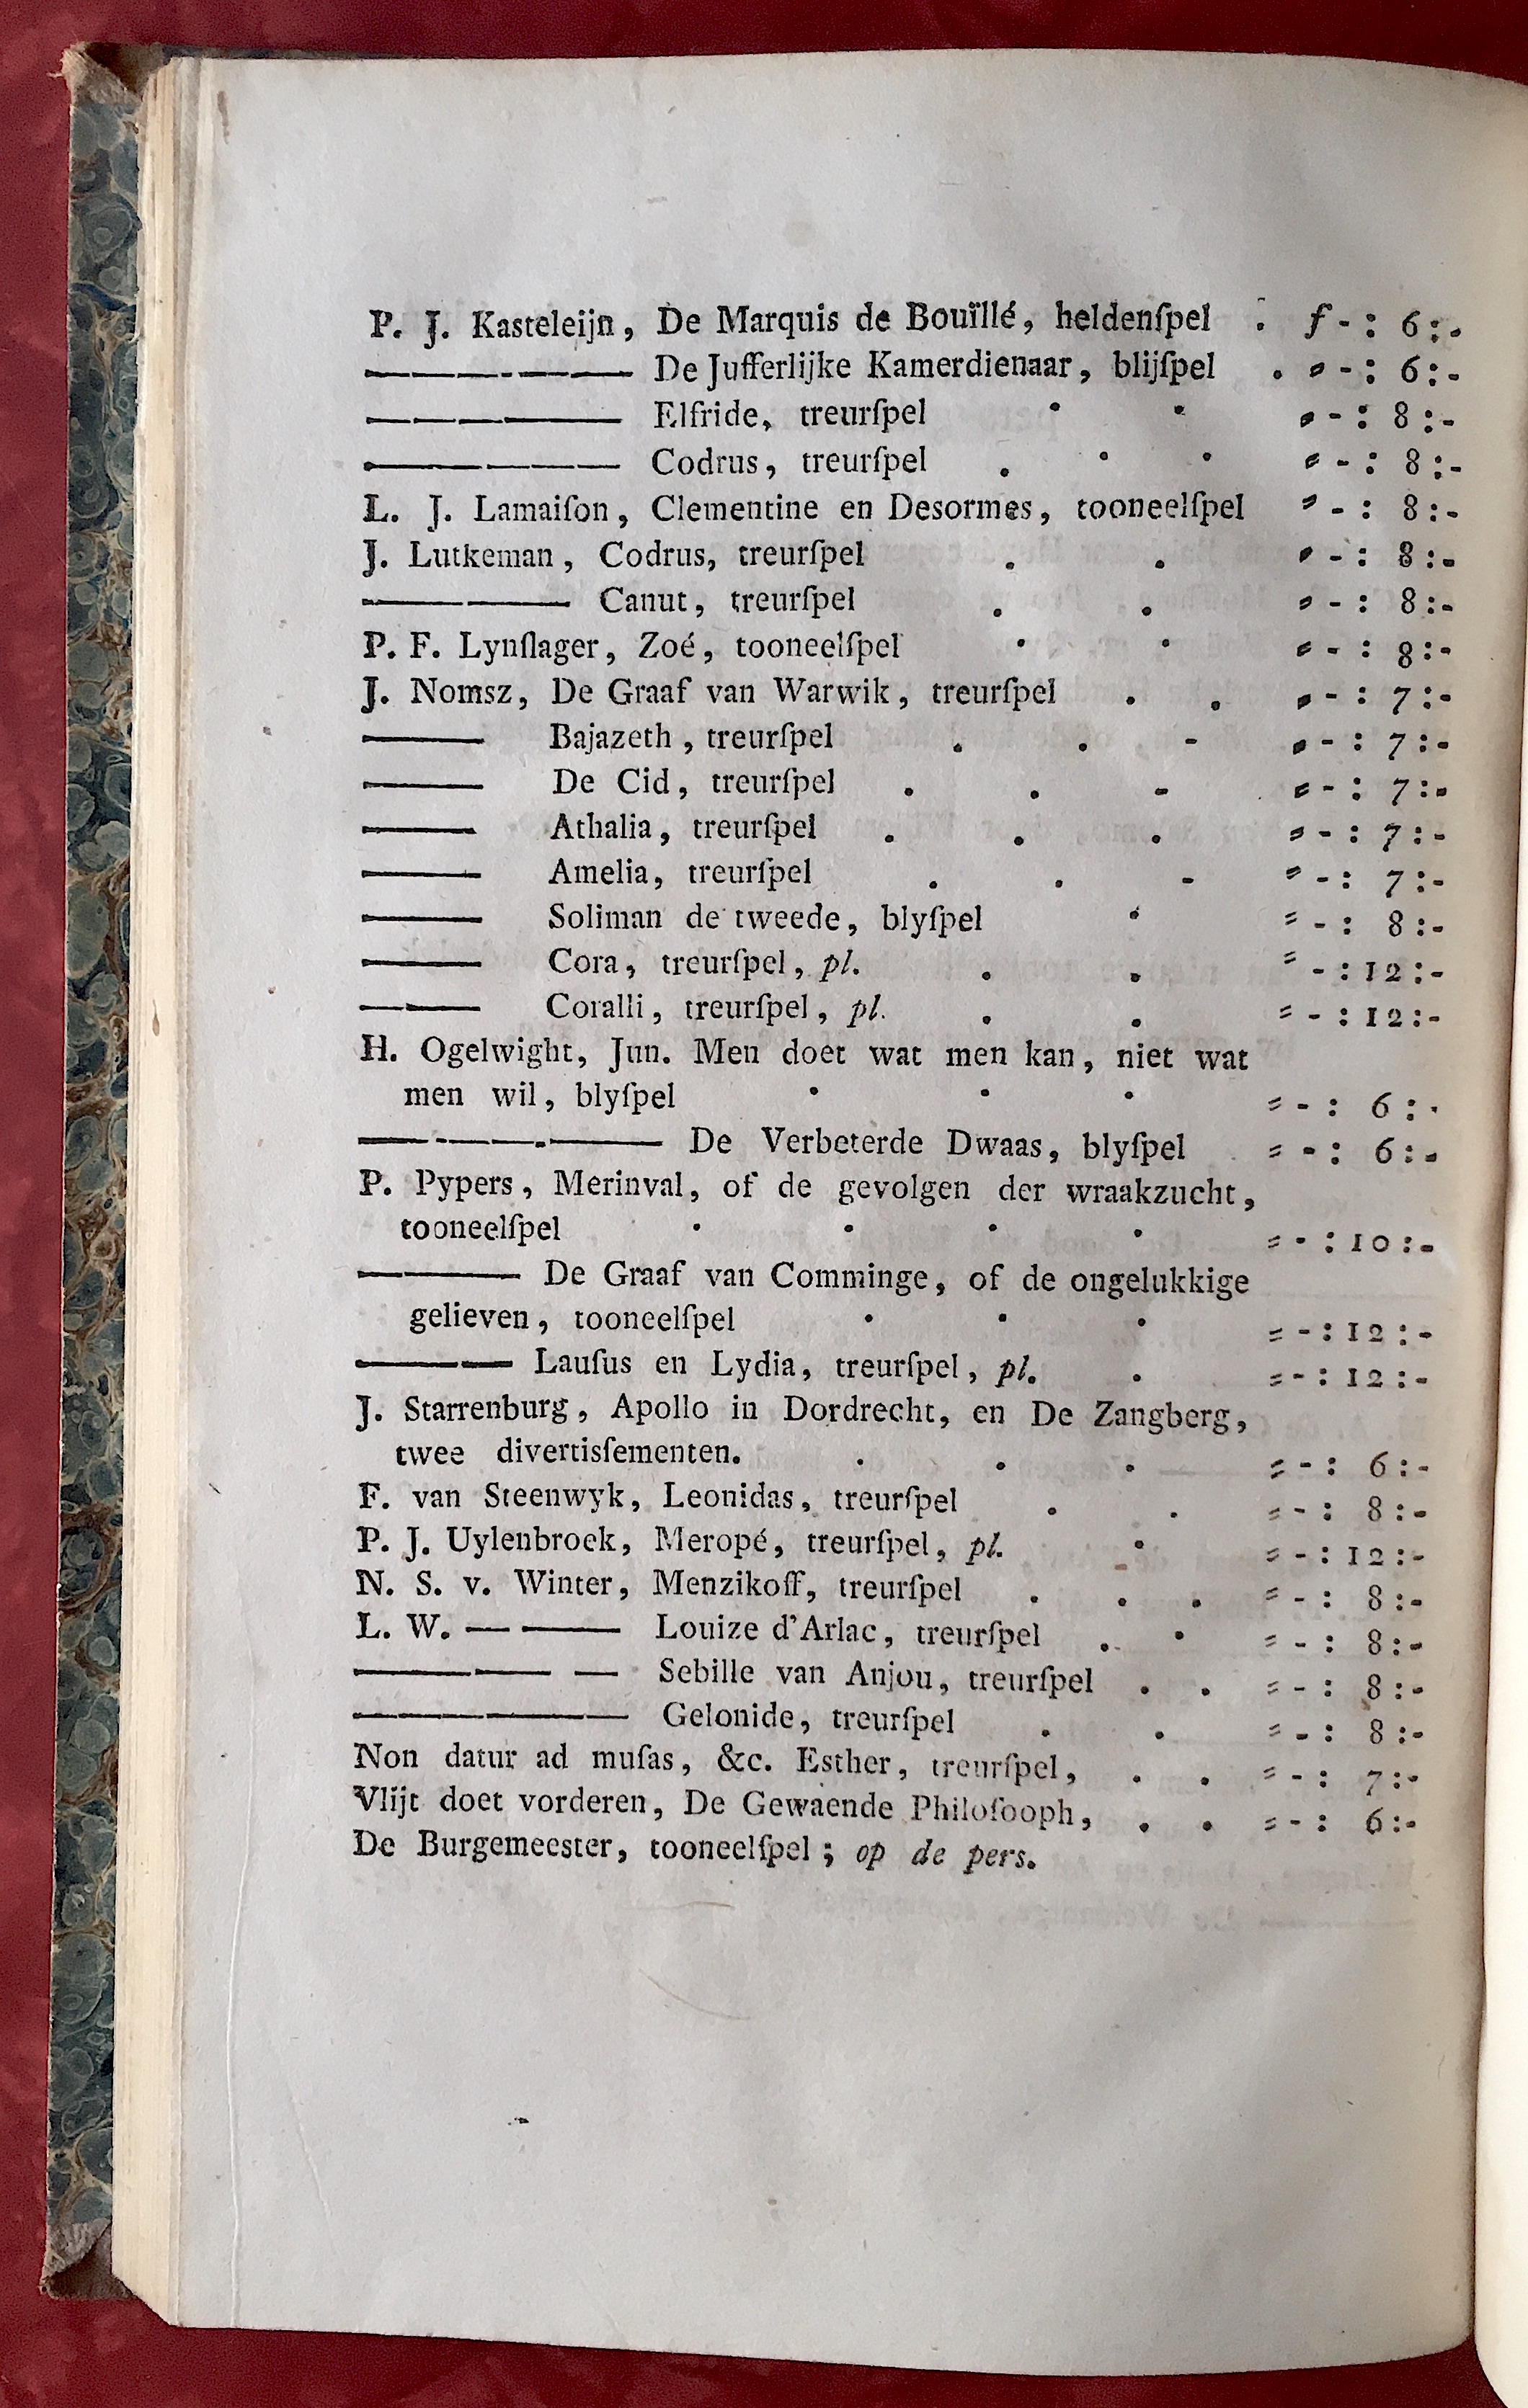 P. J. Kasteleijn, De Marquis de Bouïllé, heldenſpel . f - : 6 : -
—————— De Jufferlijke Kamerdienaar, blijſpel . " - : 6 : -
—————— Elfride, treurſpel . . " - : 8 : -
—————— Codrus, treurſpel . . . " - : 8 : -
L. J. Lamaiſon, Clementine en Desormes, tooneelſpel " - : 8 : -
J. Lutkeman, Codrus, treurſpel . . " - : 8 : -
————— Canut, treurſpel . . " - : 8 : -
P. F. Lynſlager, Zoé, tooneelſpel . . " - : 8 : -
J. Nomsz, De Graaf van Warwik, treurſpel . . " - : 7 : -
——— Bajazeth, treurſpel . . - " - : 7 : -
——— De Cid, treurſpel . . - " - : 7 : -
——— Athalia, treurſpel . . . " - : 7 : -
——— Amelia, treurſpel . . - " - : 7 : -
——— Soliman de tweede, blyſpel . " - : 8 : -
——— Cora, treurſpel, pl. . . " - : 12 : -
——— Coralli, treurſpel, pl. . . " - : 12 : -
H. Ogelwight, Jun. Men doet wat men kan, niet wat
men wil, blyſpel . . . " - : 6 : -
——————— De Verbeterde Dwaas, blyſpel " - : 6 : -
P. Pypers, Merinval, of de gevolgen der wraakzucht,
tooneelſpel . . . . " - : 10 : -
———— De Graaf van Comminge, of de ongelukkige
gelieven, tooneelſpel . . . " - : 12 : -
———— Lauſus en Lydia, treurſpel, pl. . " - : 12 : -
J. Starrenburg, Apollo in Dordrecht, en De Zangberg,
twee divertisſementen. . . . " - : 6 : -
F. van Steenwyk, Leonidas, treurſpel . . " - : 8 : -
P. J. Uylenbroek, Meropé, treurſpel, pl. . " - : 12 : -
N. S. v. Winter, Menzikoff, treurſpel . . . " - : 8 : -
L. W. — —— Louize d'Arlac, treurſpel . . " - : 8 : -
————— — Sebille van Anjou, treurſpel . . " - : 8 : -
—————— Gelonide, treurſpel . . " - : 8 : -
Non datur ad muſas, &c. Esther, treurſpel, . . " - : 7 : -
Vlijt doet vorderen, De Gewaende Philoſooph, . . " - : 6 : -
De Burgemeester, tooneelſpel; op de pers.